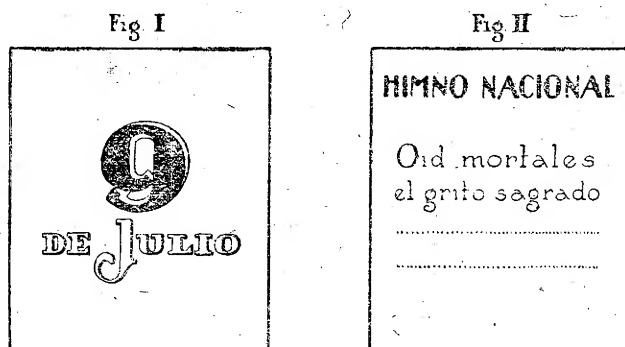 Fig. I
9
DE JULIO
Fig. II
HIMNO NACIONAL
Oid mortales
el grito sagrado